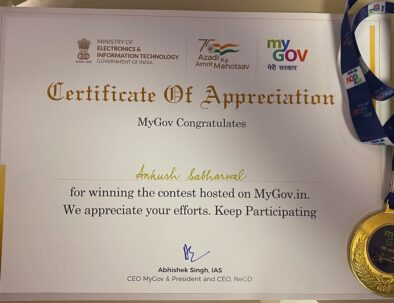 MINISTRY OF
ELECTRONICS &
INFORMATION TECHNOLOGY
GOVERNMENT OF INDIA
75
Azadi Ka
Amrit Mahotsav
my
GOV
मेरी सरकार
Certificate Of Appreciation
MyGov Congratulates
Ankush Sabharwal
for winning the contest hosted on MyGov.in.
We appreciate your efforts. Keep Participating
Abhishek Singh, IAS
CEO MyGov & President and CEO, NeGD
my
GOV